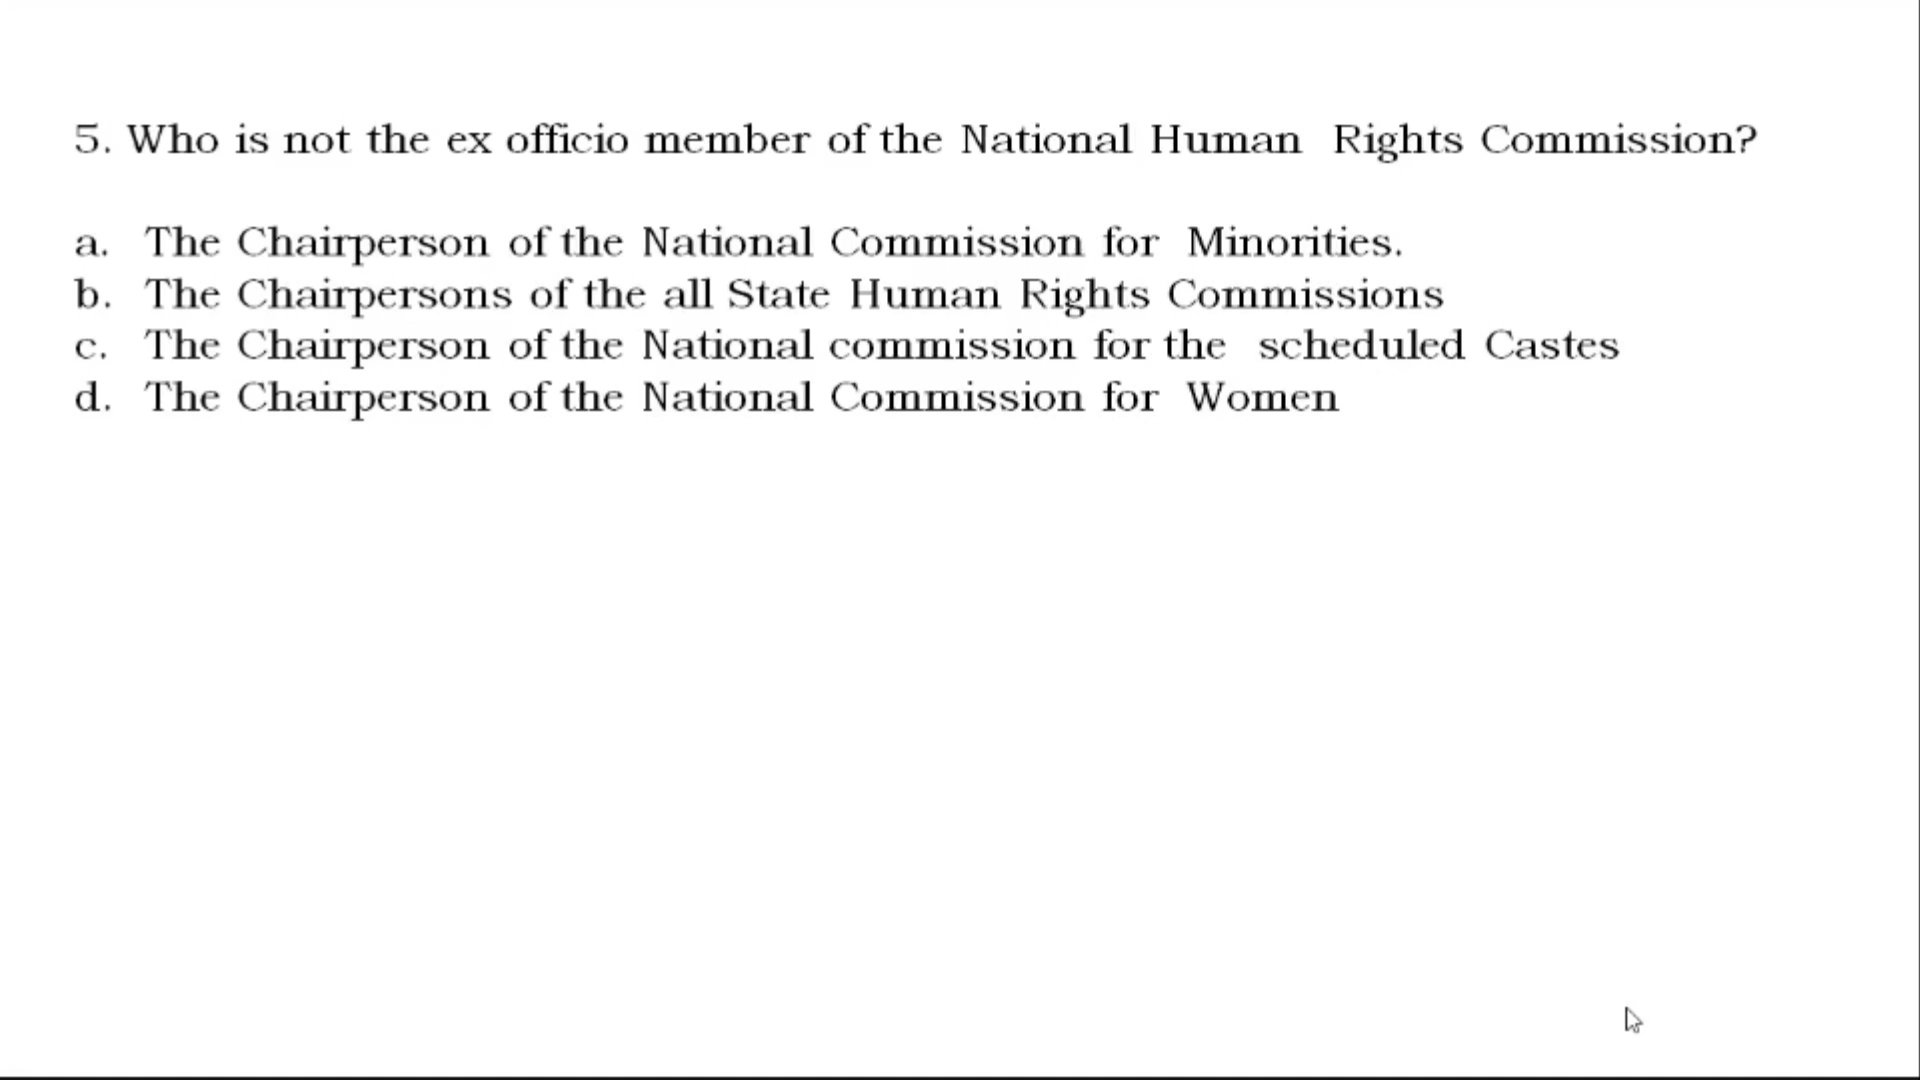 5. Who is not the ex officio member of the National Human Rights Commission?
a. The Chairperson of the National Commission for Minorities.
b. The Chairpersons of the all State Human Rights Commissions
c. The Chairperson of the National commission for the scheduled Castes
d. The Chairperson of the National Commission for Women